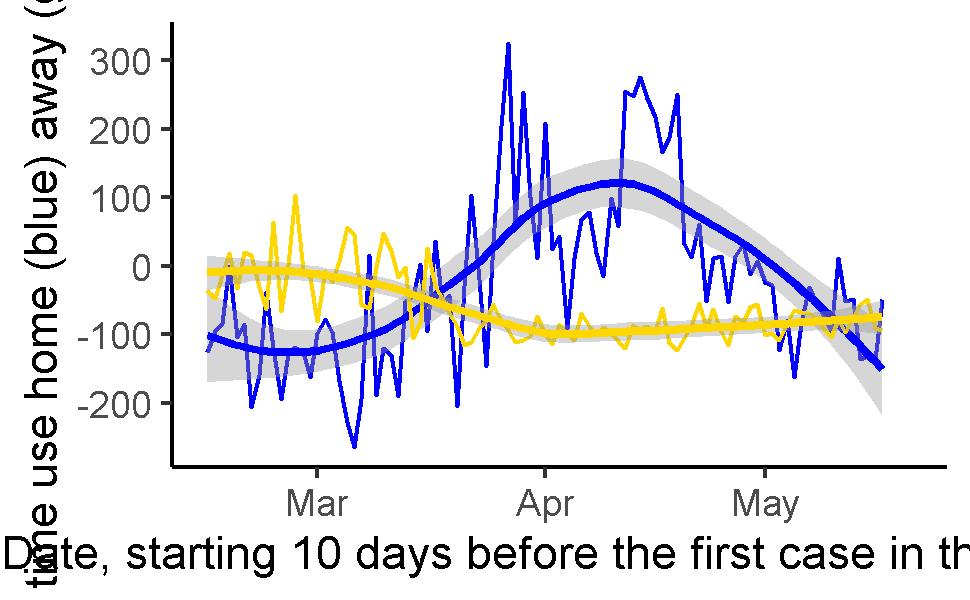 time use home (blue) away (
300
200
100
0
-100
-200
Mar Apr May
Date, starting 10 days before the first case in th